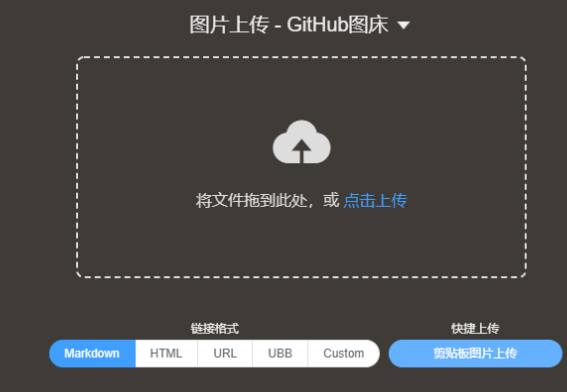 图片上传 - GitHub图床
将文件拖到此处，或 点击上传
链接格式
快捷上传
Markdown HTML URL UBB Custom
剪贴板图片上传